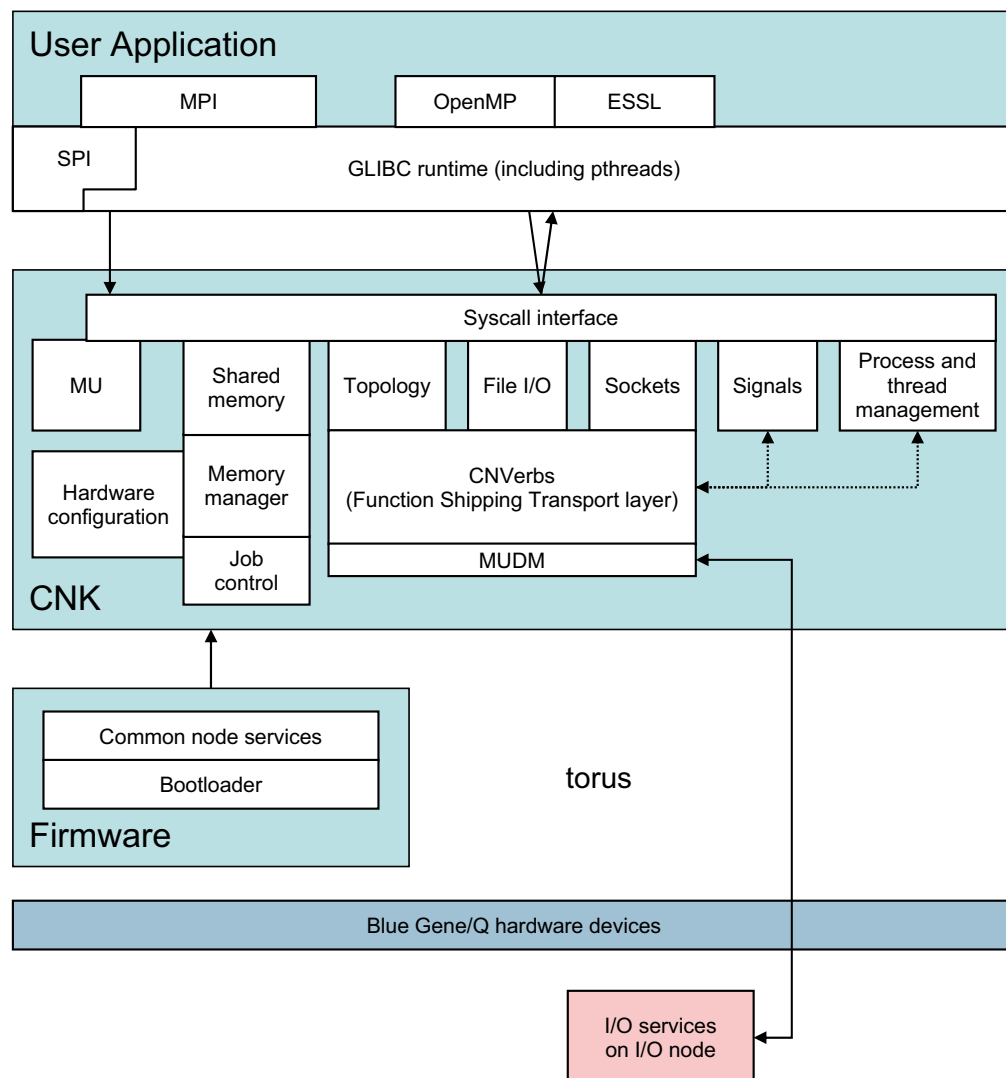 User Application
MPI
OpenMP
ESSL
SPI
GLIBC runtime (including pthreads)
Syscall interface
MU
Shared
memory
Topology
File I/O
Sockets
Signals
Process and
thread
management
Hardware
configuration
Memory
manager
CNVerbs
(Function Shipping Transport layer)
Job
control
MUDM
CNK
Common node services
Bootloader
Firmware
torus
Blue Gene/Q hardware devices
I/O services
on I/O node